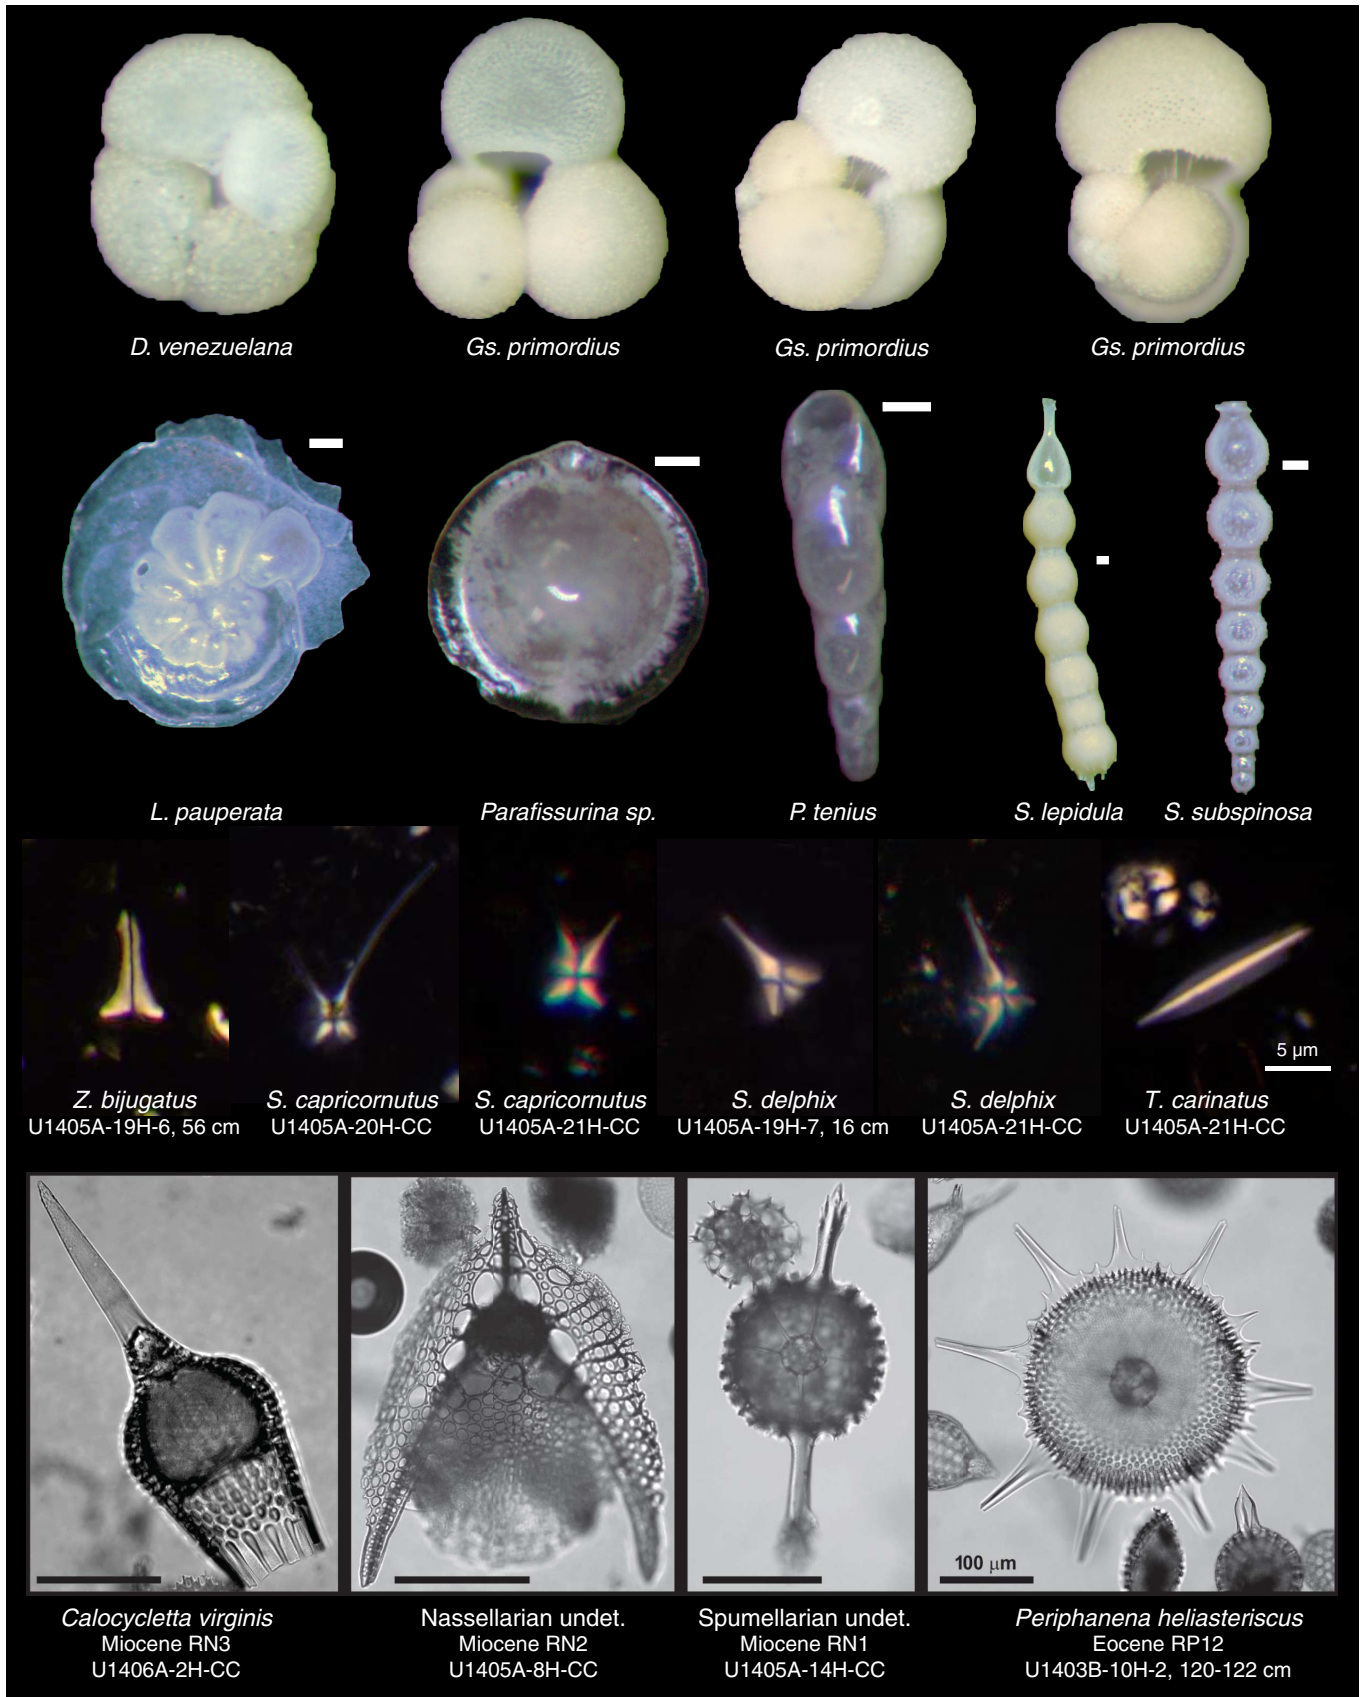 D. venezuelana
Gs. primordius
Gs. primordius
Gs. primordius
L. pauperata
Parafissurina sp.
P. tenius
S. lepidula
S. subspinosa
5 µm
Z. bijugatus
U1405A-19H-6, 56 cm
S. capricornutus
U1405A-20H-CC
S. capricornutus
U1405A-21H-CC
S. delphix
U1405A-19H-7, 16 cm
S. delphix
U1405A-21H-CC
T. carinatus
U1405A-21H-CC
100 µm
Calocycletta virginis
Miocene RN3
U1406A-2H-CC
Nassellarian undet.
Miocene RN2
U1405A-8H-CC
Spumellarian undet.
Miocene RN1
U1405A-14H-CC
Periphanena heliasteriscus
Eocene RP12
U1403B-10H-2, 120-122 cm